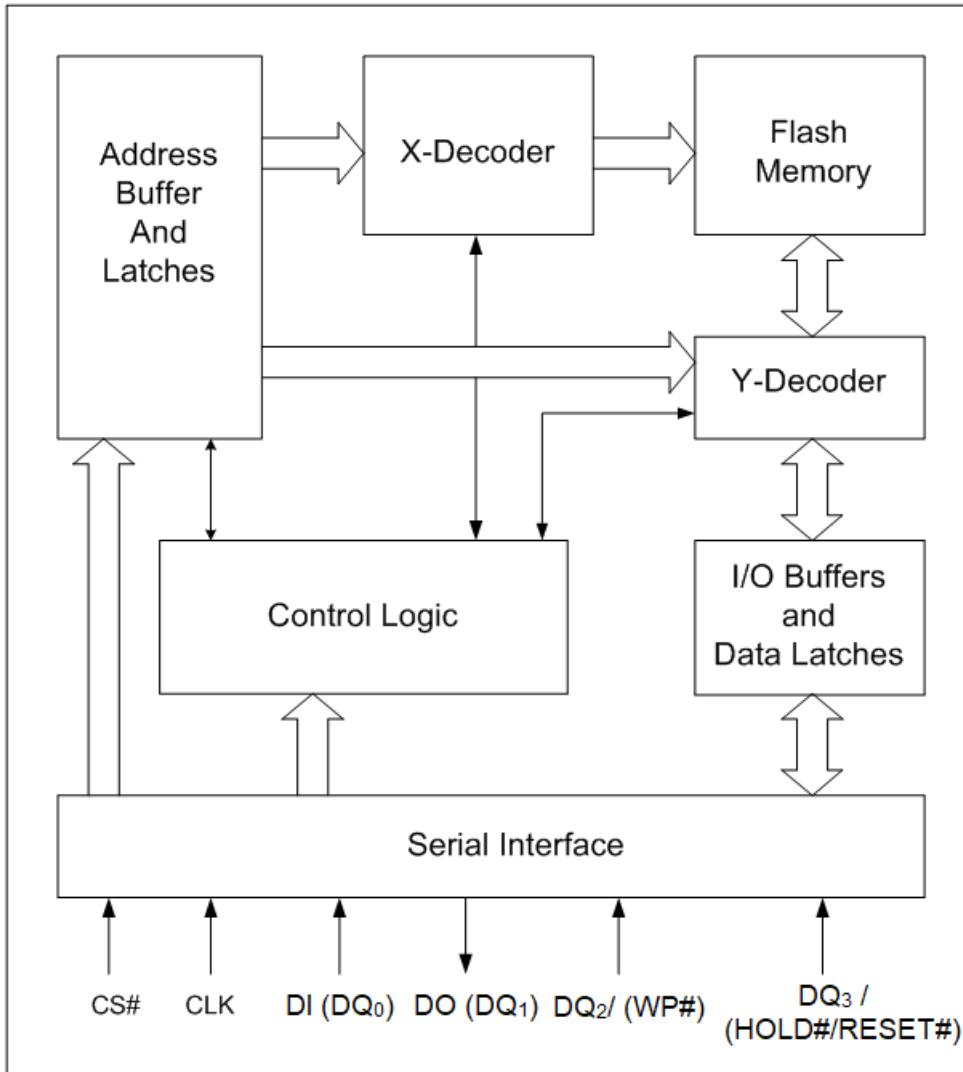 Address
Buffer
And
Latches
X-Decoder
Flash
Memory
Y-Decoder
Control Logic
I/O Buffers
and
Data Latches
Serial Interface
CS#
CLK
DI (DQ₀)
DO (DQ₁)
DQ₂/ (WP#)
DQ₃ /
(HOLD#/RESET#)